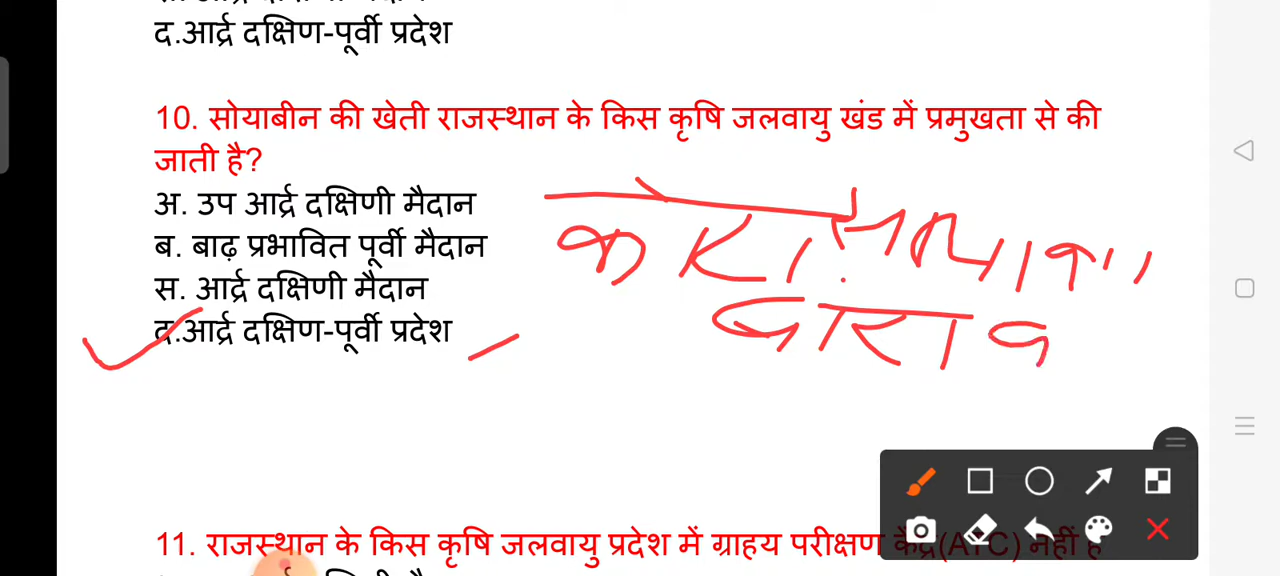 द.आर्द्र दक्षिण-पूर्वी प्रदेश
10. सोयाबीन की खेती राजस्थान के किस कृषि जलवायु खंड में प्रमुखता से की
जाती है?
अ. उप आर्द्र दक्षिणी मैदान
ब. बाढ़ प्रभावित पूर्वी मैदान
स. आर्द्र दक्षिणी मैदान
द.आर्द्र दक्षिण-पूर्वी प्रदेश
11. राजस्थान के किस कृषि जलवायु प्रदेश में ग्राहय परीक्षण केंद्र(ATC) नहीं है